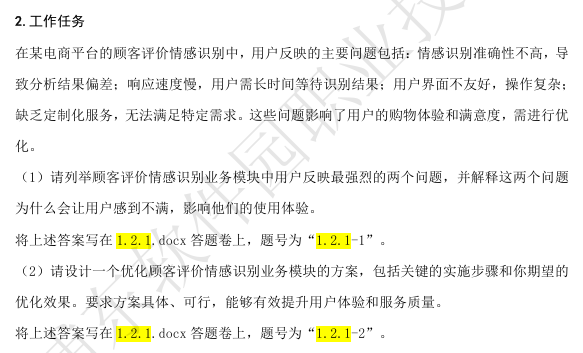 2. 工作任务
在某电商平台的顾客评价情感识别中，用户反映的主要问题包括：情感识别准确性不高，导
致分析结果偏差；响应速度慢，用户需长时间等待识别结果；用户界面不友好，操作复杂；
缺乏定制化服务，无法满足特定需求。这些问题影响了用户的购物体验和满意度，需进行优
化。
（1）请列举顾客评价情感识别业务模块中用户反映最强烈的两个问题，并解释这两个问题
为什么会让用户感到不满，影响他们的使用体验。
将上述答案写在 1.2.1.docx 答题卷上，题号为“1.2.1-1”。
（2）请设计一个优化顾客评价情感识别业务模块的方案，包括关键的实施步骤和你期望的
优化效果。要求方案具体、可行，能够有效提升用户体验和服务质量。
将上述答案写在 1.2.1.docx 答题卷上，题号为“1.2.1-2”。
东软件园职业技